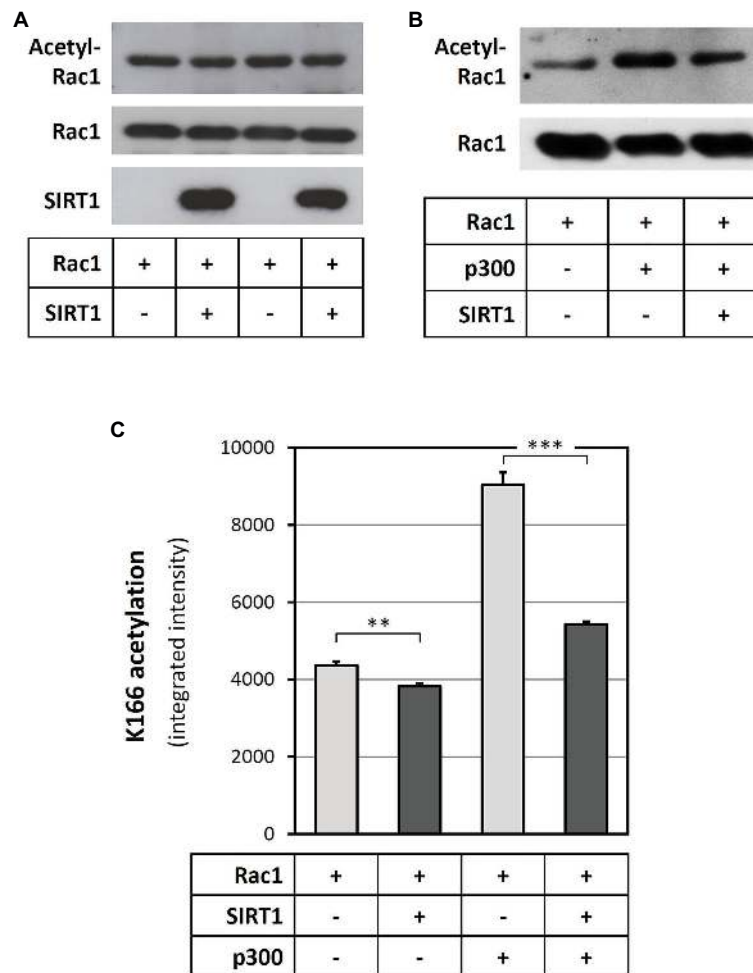 A
Acetyl-
Rac1
Rac1
SIRT1
Rac1 + + + +
SIRT1 - + - +
B
Acetyl-
Rac1
Rac1
Rac1 + + +
p300 - + +
SIRT1 - - +
C
K166 acetylation
(integrated intensity)
10000
8000
6000
4000
2000
0
**
***
Rac1 + + + +
SIRT1 - + - +
p300 - - + +